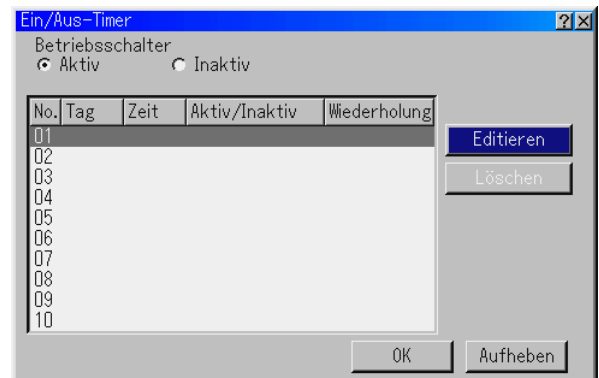 Ein/Aus-Timer ? ×
Betriebsschalter
Aktiv Inaktiv
No. Tag Zeit Aktiv/Inaktiv Wiederholung
01
Editieren
02
03
Löschen
04
05
06
07
08
09
10
OK Aufheben